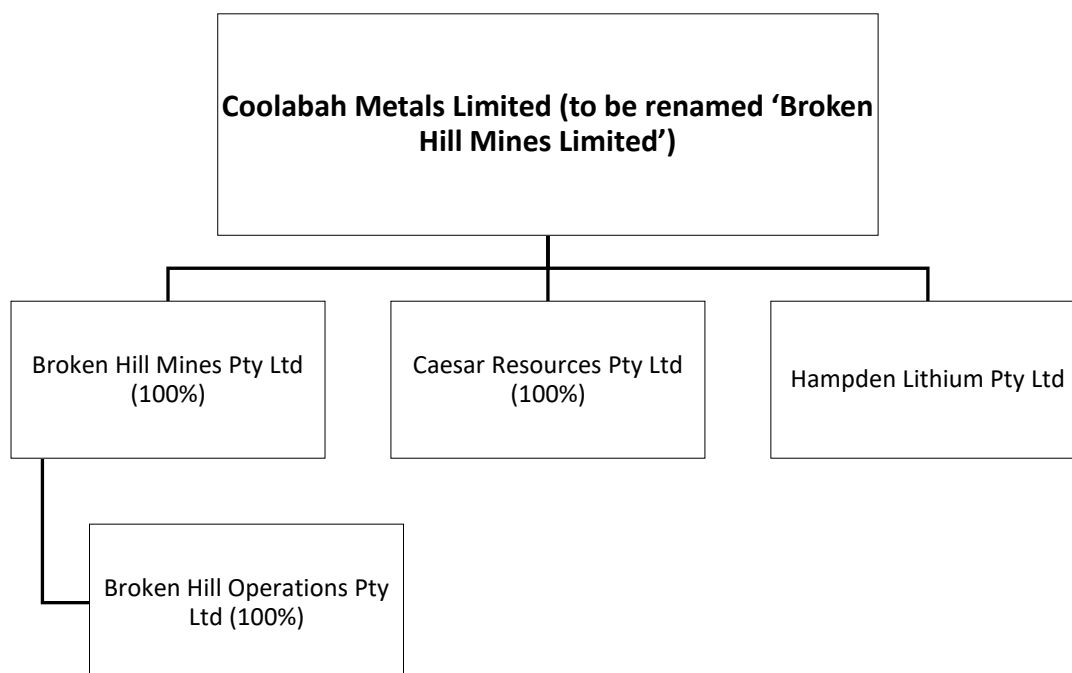 Coolabah Metals Limited (to be renamed ‘Broken
Hill Mines Limited’)
Broken Hill Mines Pty Ltd
(100%)
Caesar Resources Pty Ltd
(100%)
Hampden Lithium Pty Ltd
Broken Hill Operations Pty
Ltd (100%)